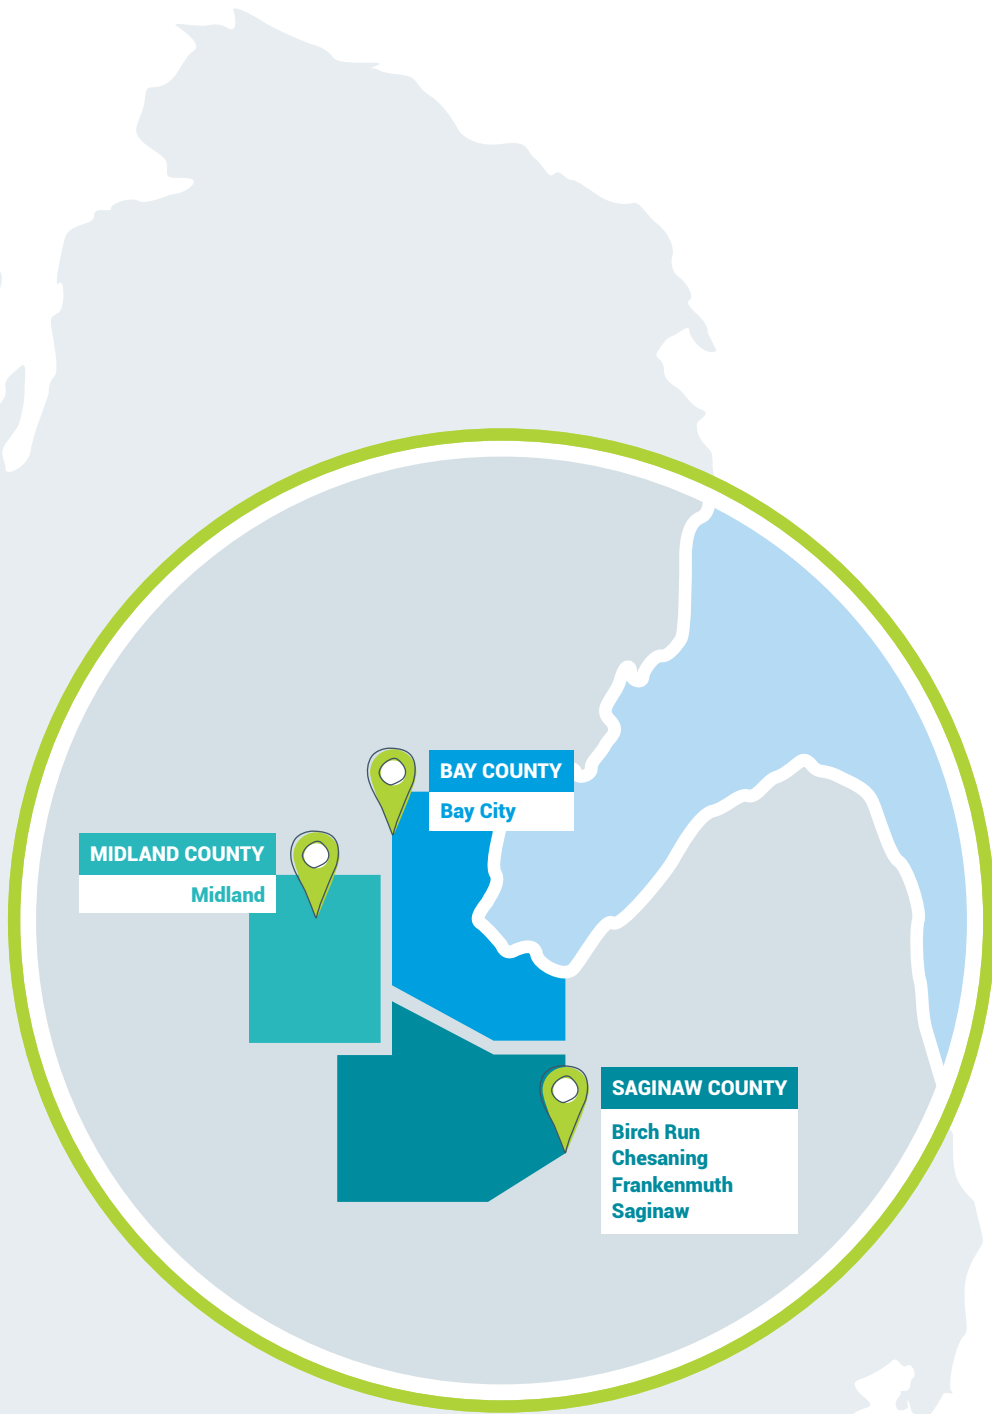 BAY COUNTY
Bay City
MIDLAND COUNTY
Midland
SAGINAW COUNTY
Birch Run
Chesaning
Frankenmuth
Saginaw